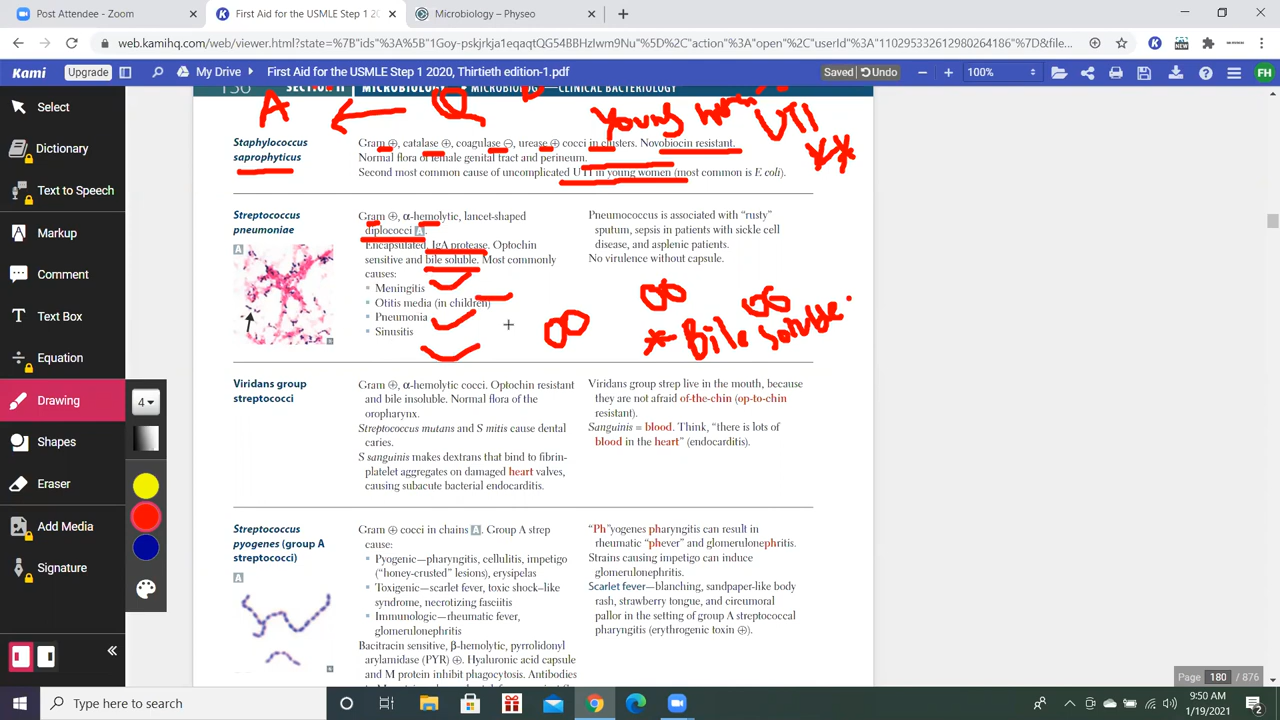 Post Attendee - Zoom
First Aid for the USMLE Step 1 20
Microbiology – Physeo
web.kamihq.com/web/viewer.html?state=%7B"ids"%3A%5B"1Goy-pskjrkja1eqaqtQG54BBHzIwm9Nu"%5D%2C"action"%3A"open"%2C"userId"%3A"110295332612980264186"%7D&file...
NEW
Kami
Upgrade
My Drive
First Aid for the USMLE Step 1 2020, Thirtieth edition-1.pdf
Saved
Undo
100%
FH
Select
Dictionary
Text to Speech
Markup
Comment
Text Box
Equation
Drawing
Shapes
Eraser
Add Media
Signature
4
SECTION II MICROBIOLOGY MICROBIOLOGY—CLINICAL BACTERIOLOGY
A
Young
UTI
Staphylococcus
saprophyticus
Gram ⊕, catalase ⊕, coagulase ⊖, urease ⊕ cocci in clusters. Novobiocin resistant.
Normal flora of female genital tract and perineum.
Second most common cause of uncomplicated UTI in young women (most common is E coli).
Streptococcus
pneumoniae
A
Gram ⊕, α-hemolytic, lancet-shaped
diplococci A.
Encapsulated. IgA protease. Optochin
sensitive and bile soluble. Most commonly
causes:
▪ Meningitis
▪ Otitis media (in children)
▪ Pneumonia
▪ Sinusitis
Pneumococcus is associated with “rusty”
sputum, sepsis in patients with sickle cell
disease, and asplenic patients.
No virulence without capsule.
* Bile soluble
Viridans group
streptococci
Gram ⊕, α-hemolytic cocci. Optochin resistant
and bile insoluble. Normal flora of the
oropharynx.
Streptococcus mutans and S mitis cause dental
caries.
S sanguinis makes dextrans that bind to fibrin-
platelet aggregates on damaged heart valves,
causing subacute bacterial endocarditis.
Viridans group strep live in the mouth, because
they are not afraid of-the-chin (op-to-chin
resistant).
Sanguinis = blood. Think, “there is lots of
blood in the heart” (endocarditis).
Streptococcus
pyogenes (group A
streptococci)
A
Gram ⊕ cocci in chains A. Group A strep
cause:
▪ Pyogenic—pharyngitis, cellulitis, impetigo
(“honey-crusted” lesions), erysipelas
▪ Toxigenic—scarlet fever, toxic shock–like
syndrome, necrotizing fasciitis
▪ Immunologic—rheumatic fever,
glomerulonephritis
Bacitracin sensitive, β-hemolytic, pyrrolidonyl
arylamidase (PYR) ⊕. Hyaluronic acid capsule
and M protein inhibit phagocytosis. Antibodies
“Ph”yogenes pharyngitis can result in
rheumatic “phever” and glomerulonephritis.
Strains causing impetigo can induce
glomerulonephritis.
Scarlet fever—blanching, sandpaper-like body
rash, strawberry tongue, and circumoral
pallor in the setting of group A streptococcal
pharyngitis (erythrogenic toxin ⊕).
Page 180 / 876
Type here to search
9:50 AM
1/19/2021
2